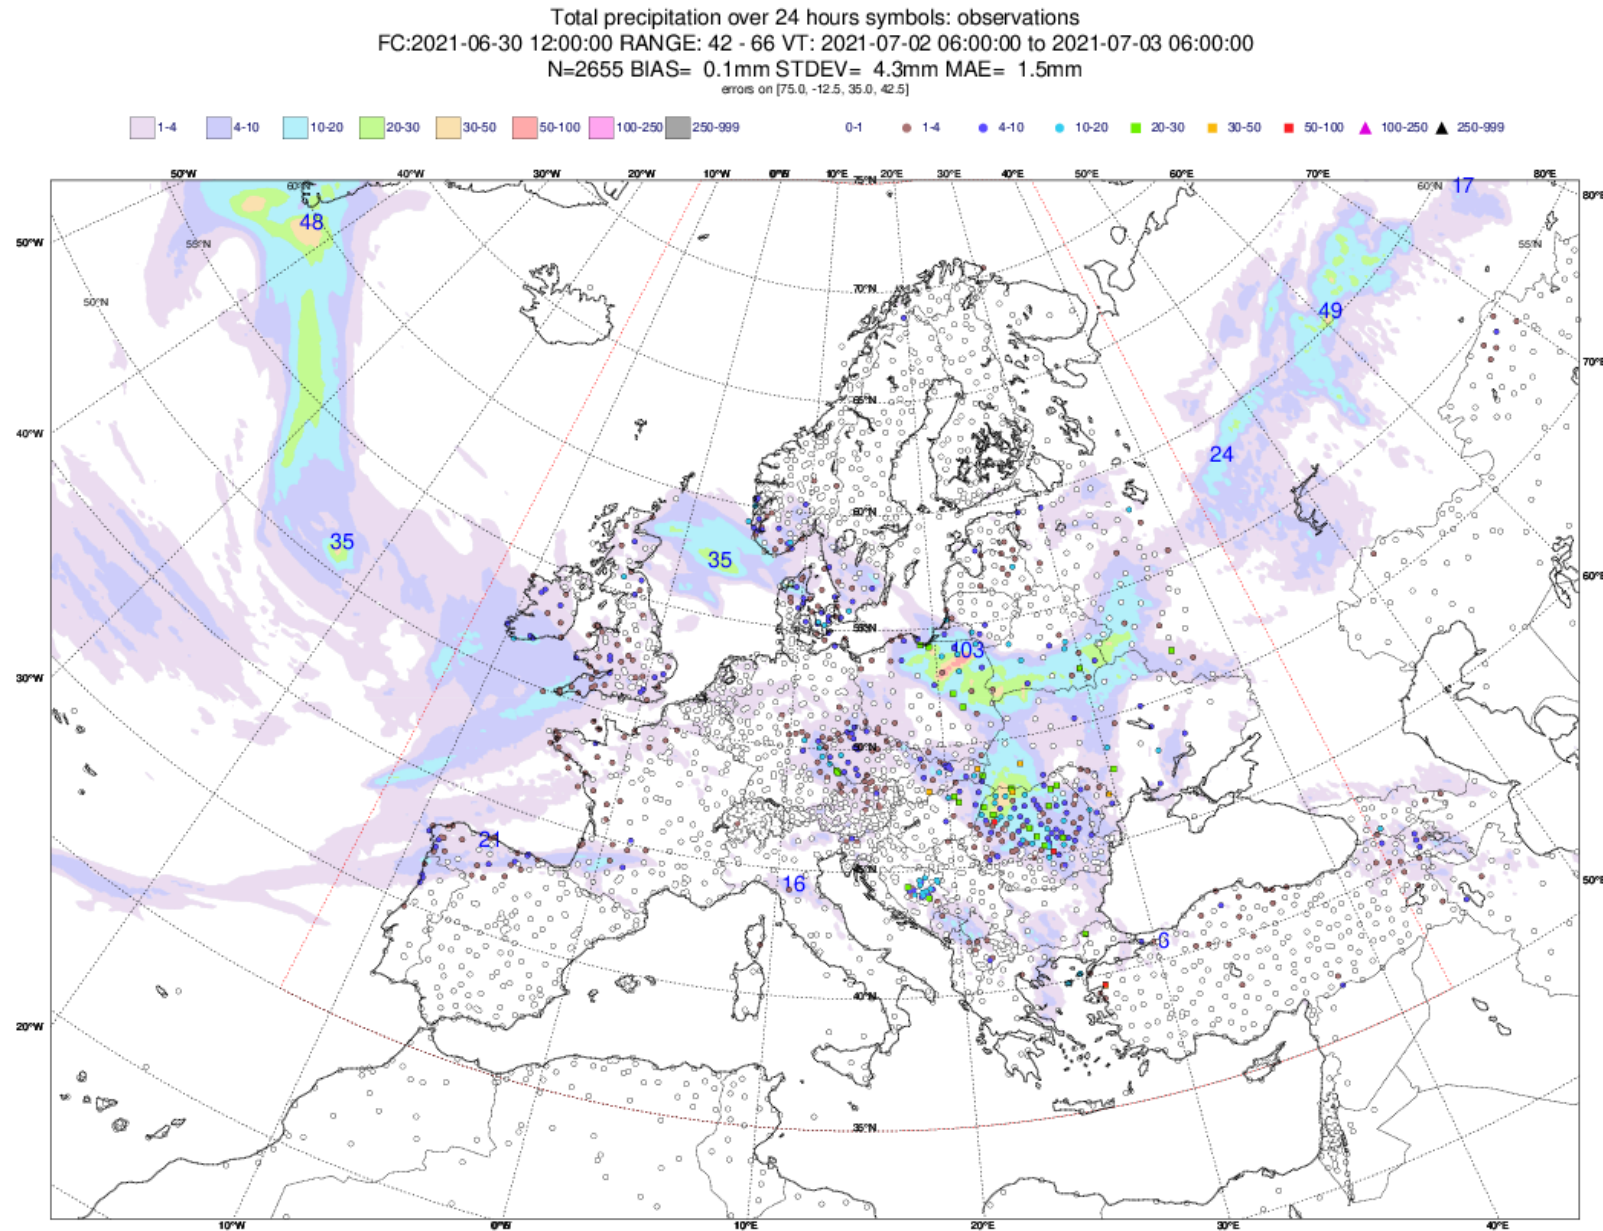 Total precipitation over 24 hours symbols: observations
FC:2021-06-30 12:00:00 RANGE: 42 - 66 VT: 2021-07-02 06:00:00 to 2021-07-03 06:00:00
N=2655 BIAS= 0.1mm STDEV= 4.3mm MAE= 1.5mm
errors on [75.0, -12.5, 35.0, 42.5]
1-4 4-10 10-20 20-30 30-50 50-100 100-250 250-999 0-1 1-4 4-10 10-20 20-30 30-50 50-100 100-250 250-999
50°W 40°W 30°W 20°W 10°W 10°E 20°E 30°E 40°E 50°E 60°E 70°E 80°E
75°N
60°N 60°N 17
80°E
48
50°W 55°N 55°N
70°N
50°N
49
70°E
65°N
40°W
24
60°N
35
35
60°E
55°N
103
30°W
50°N
21
45°N
16
50°E
6
40°N
20°W
35°N
10°W 10°E 20°E 30°E 40°E